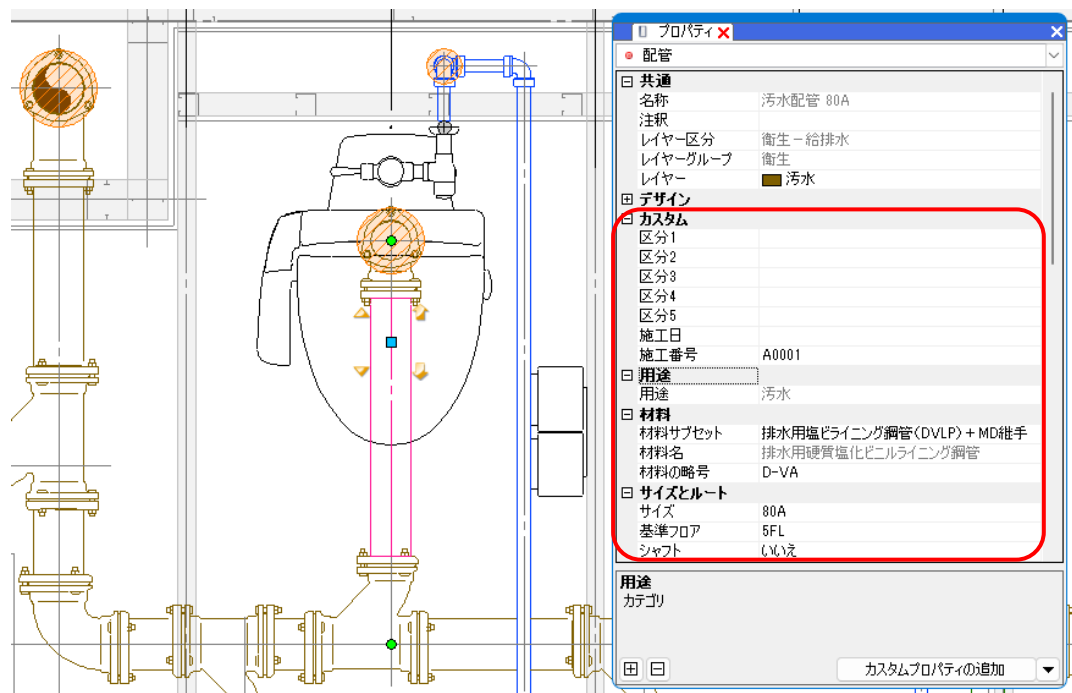 プロパティ
配管
共通
名称 汚水配管 80A
注釈
レイヤー区分 衛生－給排水
レイヤーグループ 衛生
レイヤー 汚水
デザイン
カスタム
区分1
区分2
区分3
区分4
区分5
施工日
施工番号 A0001
用途
用途 汚水
材料
材料サブセット 排水用塩ビライニング鋼管(DVLP)＋MD継手
材料名 排水用硬質塩化ビニルライニング鋼管
材料の略号 D-VA
サイズとルート
サイズ 80A
基準フロア 5FL
シャフト いいえ
用途
カテゴリ
カスタムプロパティの追加